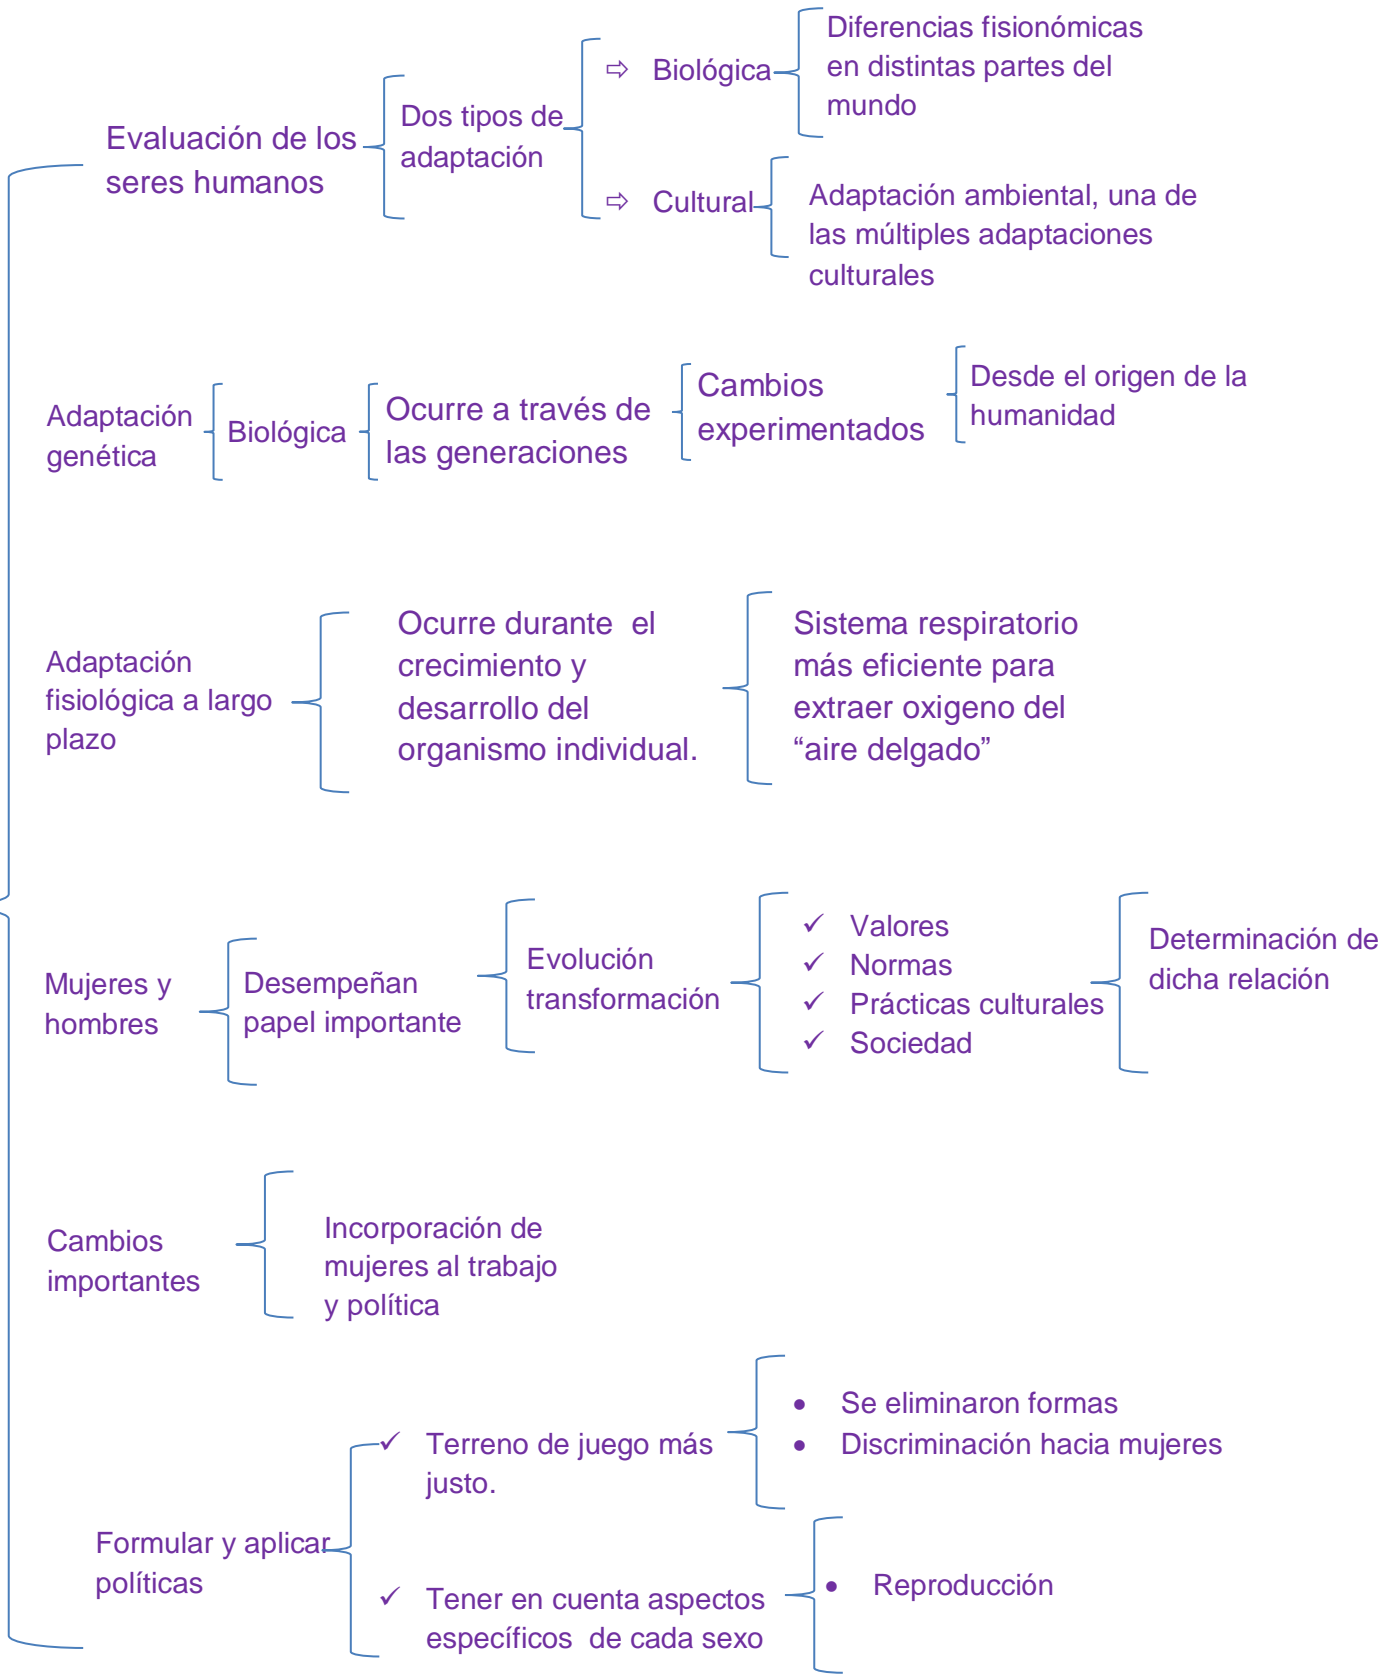 Evaluación de los
seres humanos
Dos tipos de
adaptación
⇨ Biológica
Diferencias fisionómicas
en distintas partes del
mundo
⇨ Cultural
Adaptación ambiental, una de
las múltiples adaptaciones
culturales
Adaptación
genética
Biológica
Ocurre a través de
las generaciones
Cambios
experimentados
Desde el origen de la
humanidad
Adaptación
fisiológica a largo
plazo
Ocurre durante el
crecimiento y
desarrollo del
organismo individual.
Sistema respiratorio
más eficiente para
extraer oxigeno del
“aire delgado”
Mujeres y
hombres
Desempeñan
papel importante
Evolución
transformación
✓ Valores
✓ Normas
✓ Prácticas culturales
✓ Sociedad
Determinación de
dicha relación
Cambios
importantes
Incorporación de
mujeres al trabajo
y política
Formular y aplicar
políticas
✓ Terreno de juego más
justo.
• Se eliminaron formas
• Discriminación hacia mujeres
✓ Tener en cuenta aspectos
específicos de cada sexo
• Reproducción